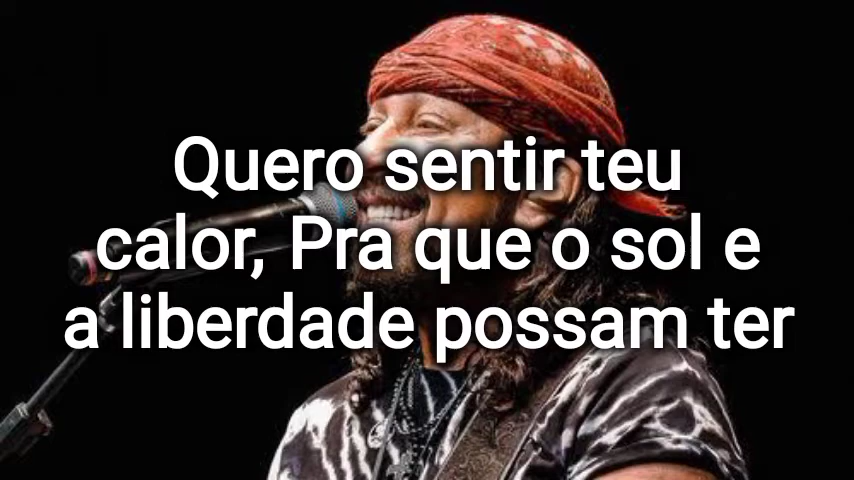 Quero sentir teu
calor, Pra que o sol e
a liberdade possam ter